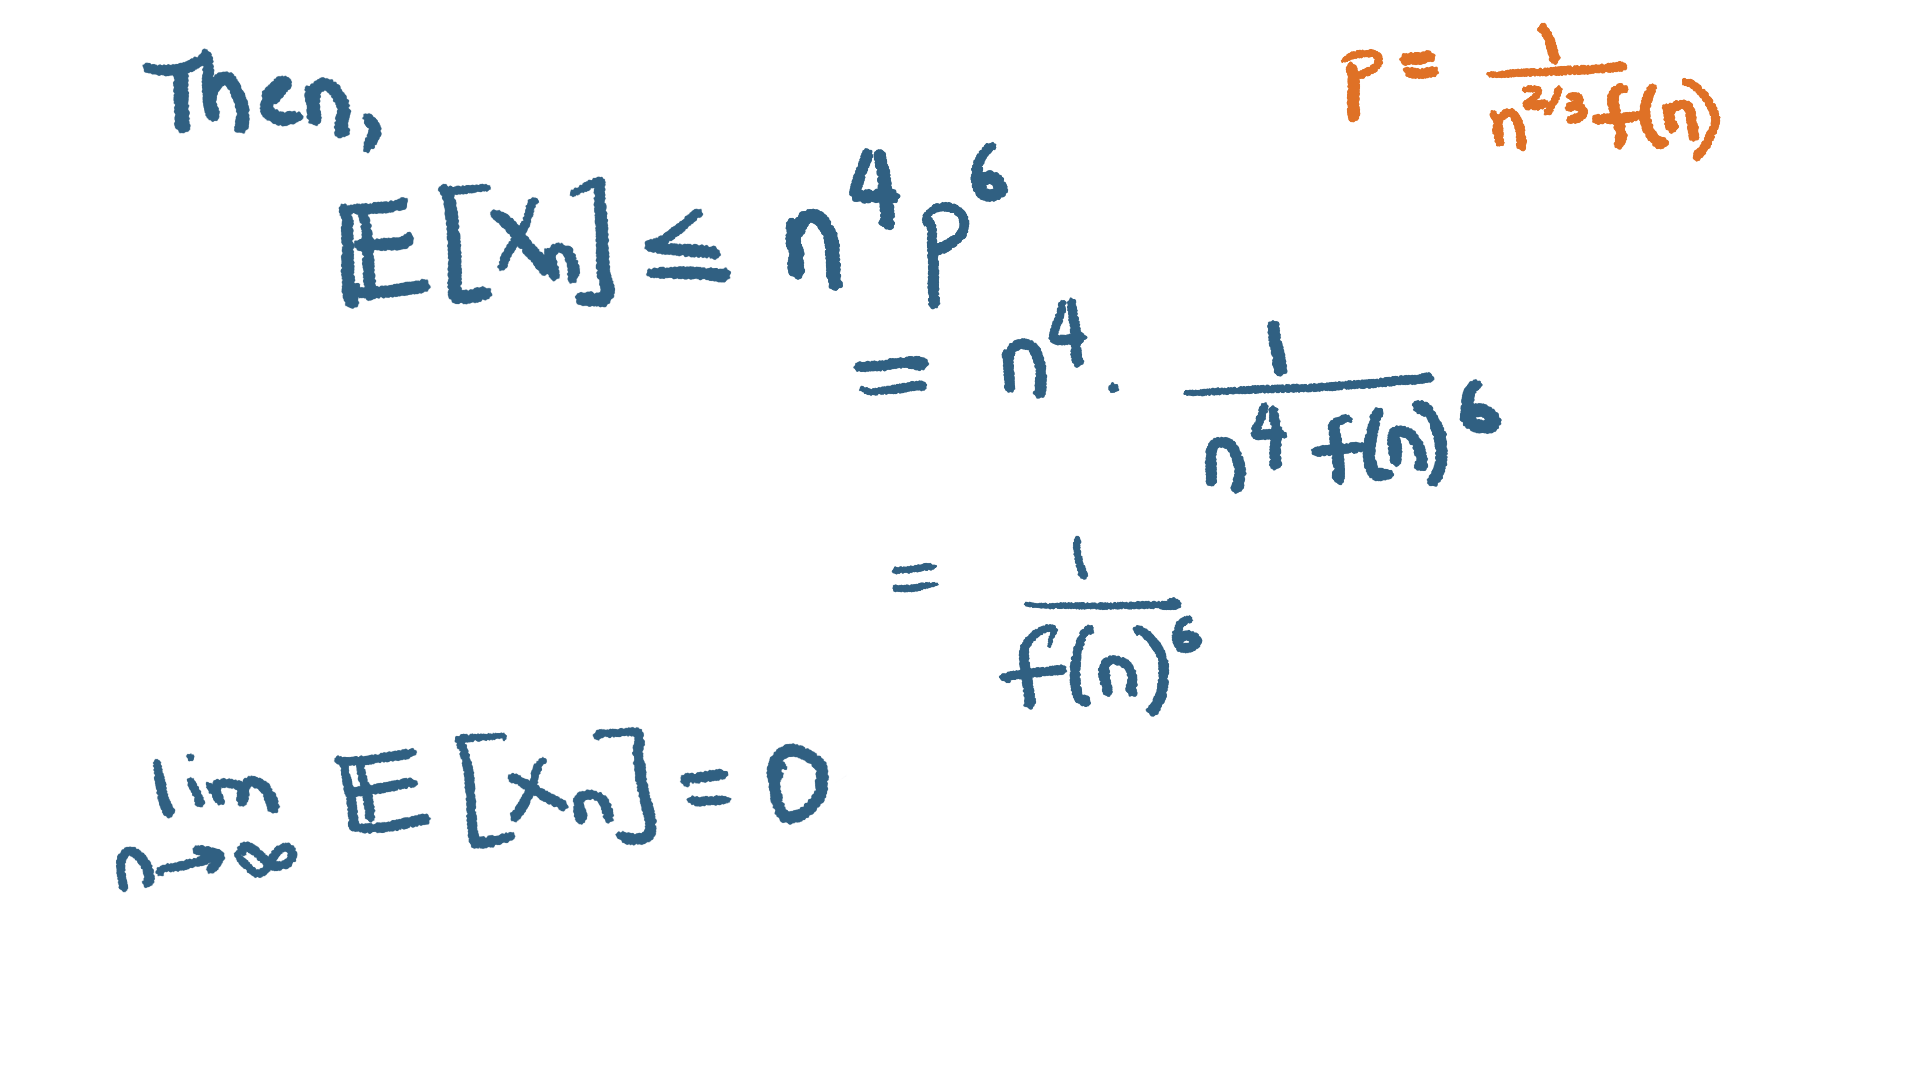 Then,
p = 1 / n^{2/3} f(n)
𝔼[X_n] ≤ n^4 p^6
= n^4 · 1 / n^4 f(n)^6
= 1 / f(n)^6
lim_{n→∞} 𝔼[X_n] = 0